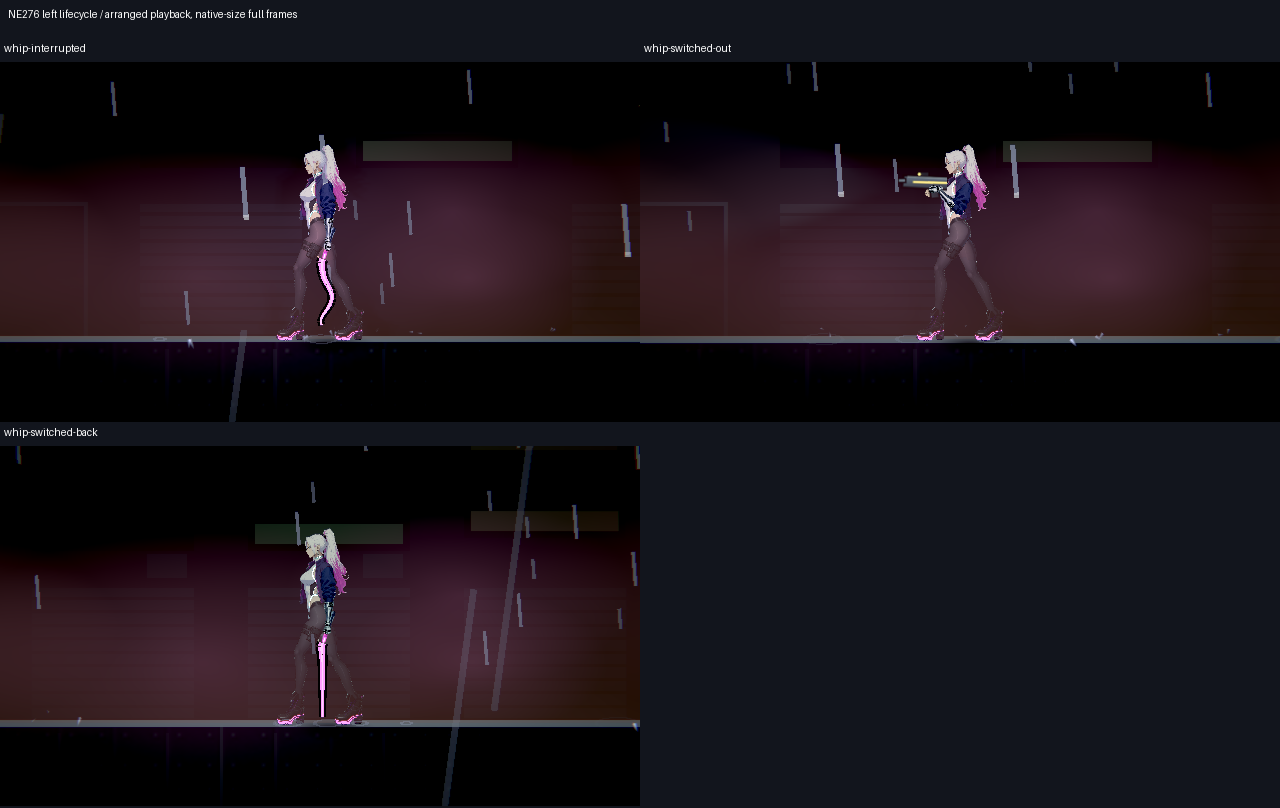 NE276 left lifecycle / arranged playback, native-size full frames
whip-interrupted
whip-switched-out
whip-switched-back